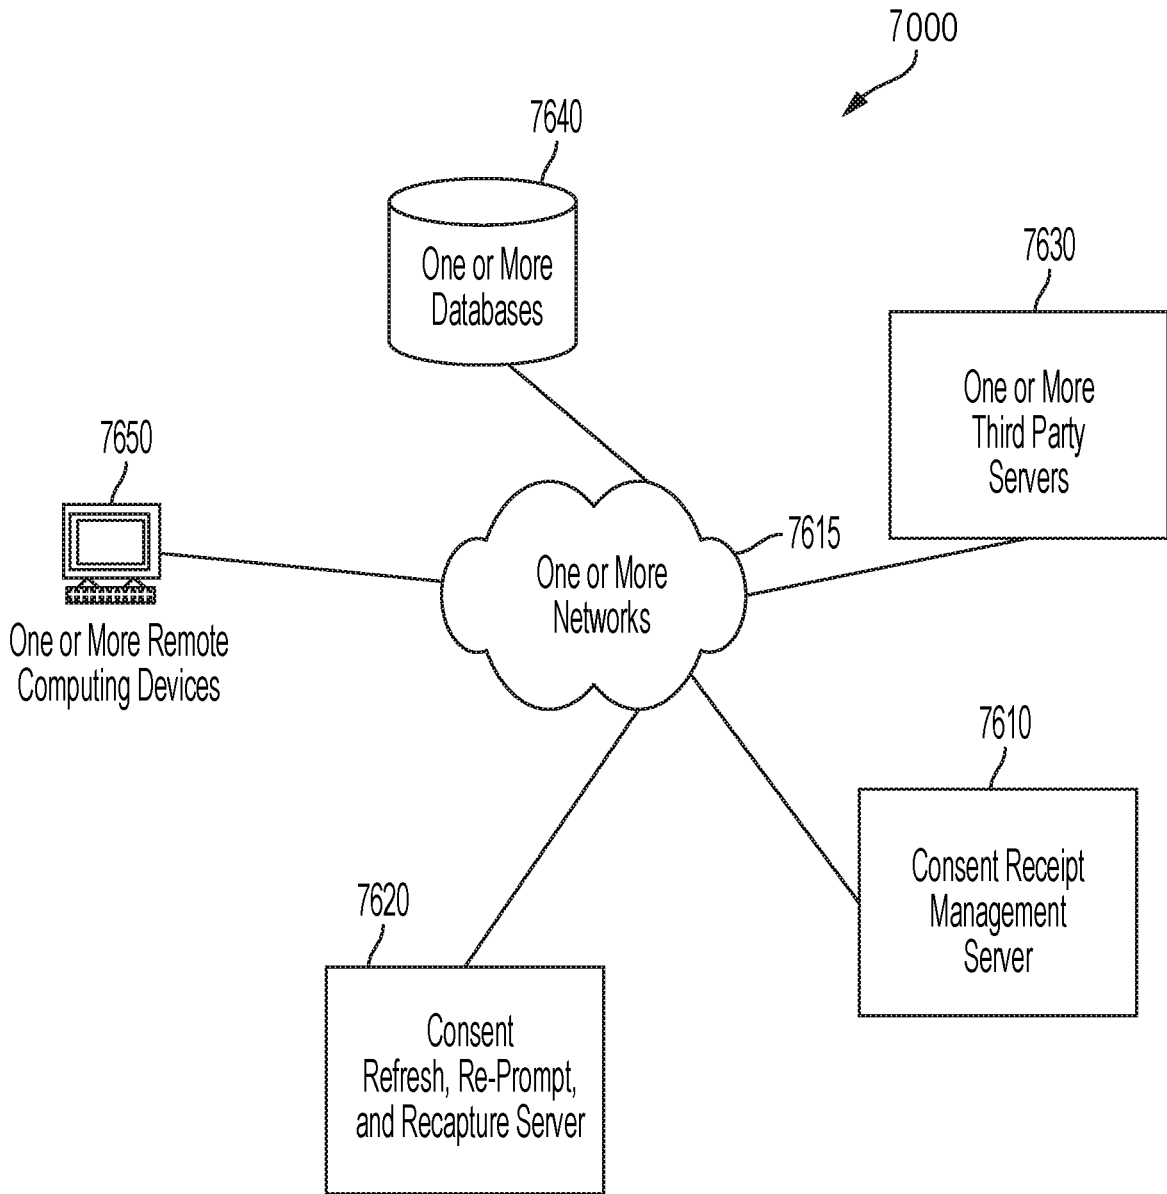 7000
7640
One or More
Databases
7630
One or More
Third Party
Servers
7650
One or More Remote
Computing Devices
7615
One or More
Networks
7610
Consent Receipt
Management
Server
7620
Consent
Refresh, Re-Prompt,
and Recapture Server